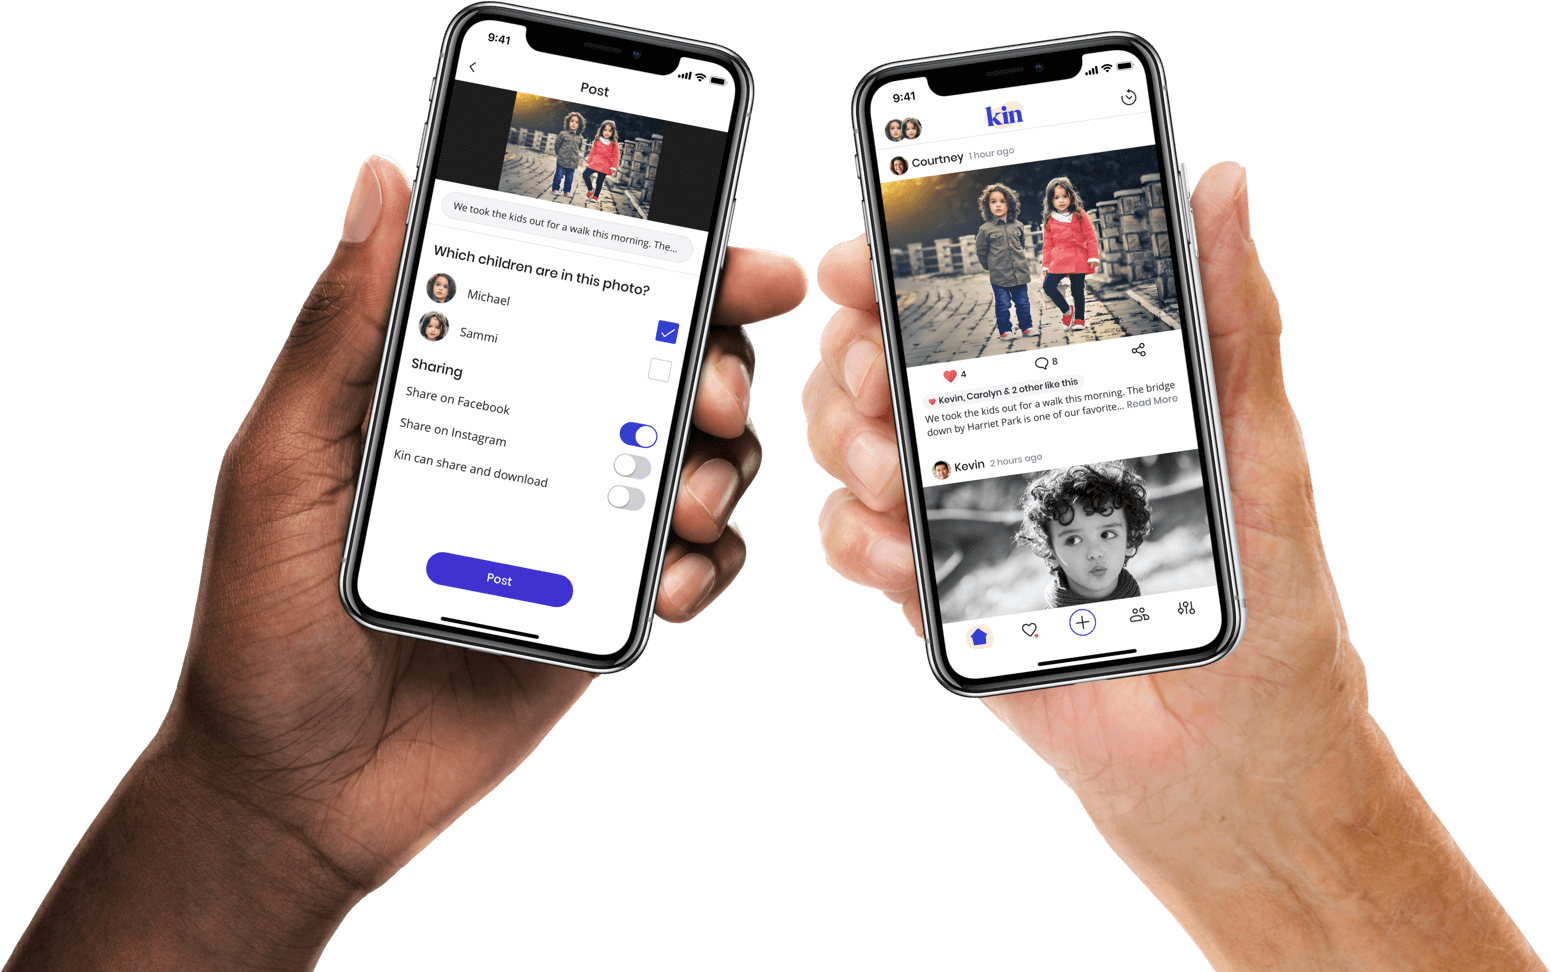 9:41
Post
We took the kids out for a walk this morning. The...
Which children are in this photo?
Michael
Sammi
Sharing
Share on Facebook
Share on Instagram
Kin can share and download
Post
9:41
kin
Courtney 1 hour ago
4
8
Kevin, Carolyn & 2 other like this
We took the kids out for a walk this morning. The bridge
down by Harriet Park is one of our favorite... Read More
Kevin 2 hours ago